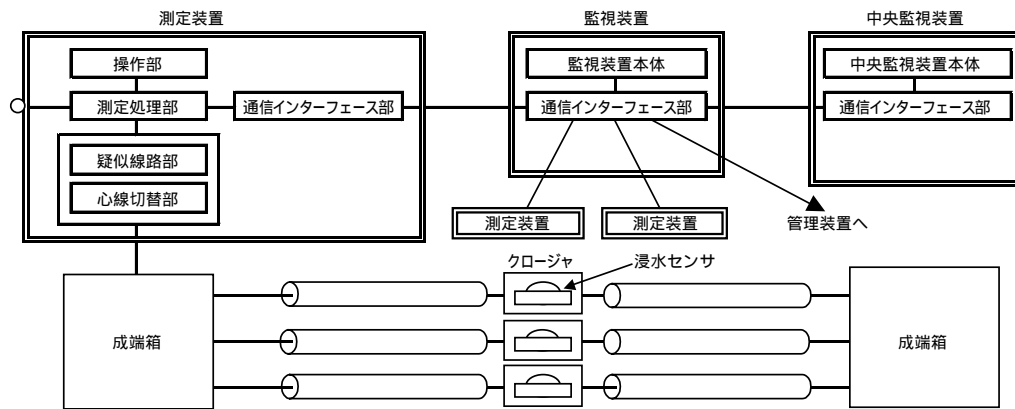 測定装置
監視装置
中央監視装置
操作部
監視装置本体
中央監視装置本体
測定処理部
通信インターフェース部
通信インターフェース部
通信インターフェース部
疑似線路部
心線切替部
測定装置
測定装置
管理装置へ
クロージャ
浸水センサ
成端箱
成端箱